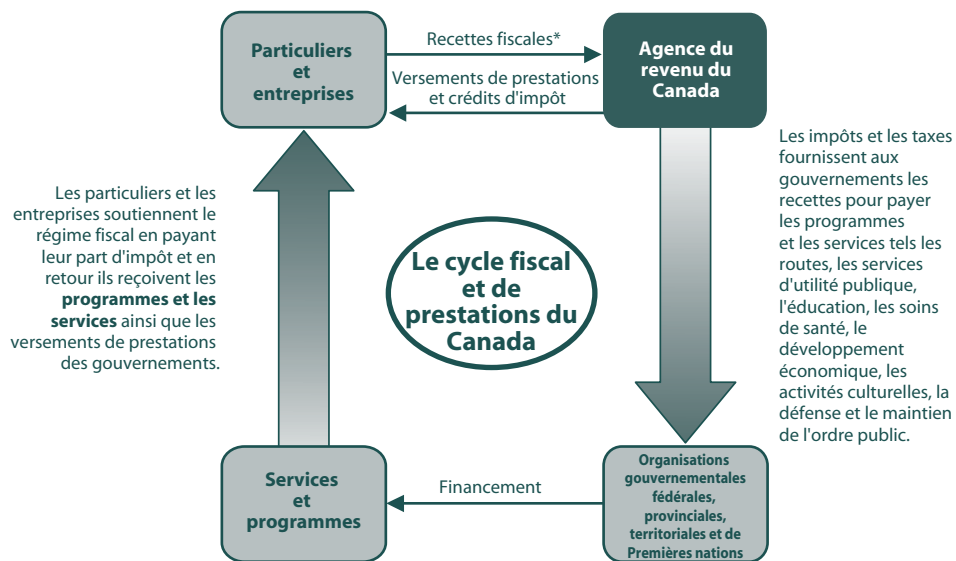 Particuliers
et
entreprises
Recettes fiscales*
Versements de prestations
et crédits d'impôt
Agence du
revenu du
Canada
Les particuliers et les
entreprises soutiennent le
régime fiscal en payant
leur part d'impôt et en
retour ils reçoivent les
programmes et les
services ainsi que les
versements de prestations
des gouvernements.
Le cycle fiscal
et de
prestations du
Canada
Les impôts et les taxes
fournissent aux
gouvernements les
recettes pour payer
les programmes
et les services tels les
routes, les services
d'utilité publique,
l'éducation, les soins
de santé, le
développement
économique, les
activités culturelles, la
défense et le maintien
de l'ordre public.
Services
et
programmes
Financement
Organisations
gouvernementales
fédérales,
provinciales,
territoriales et de
Premières nations